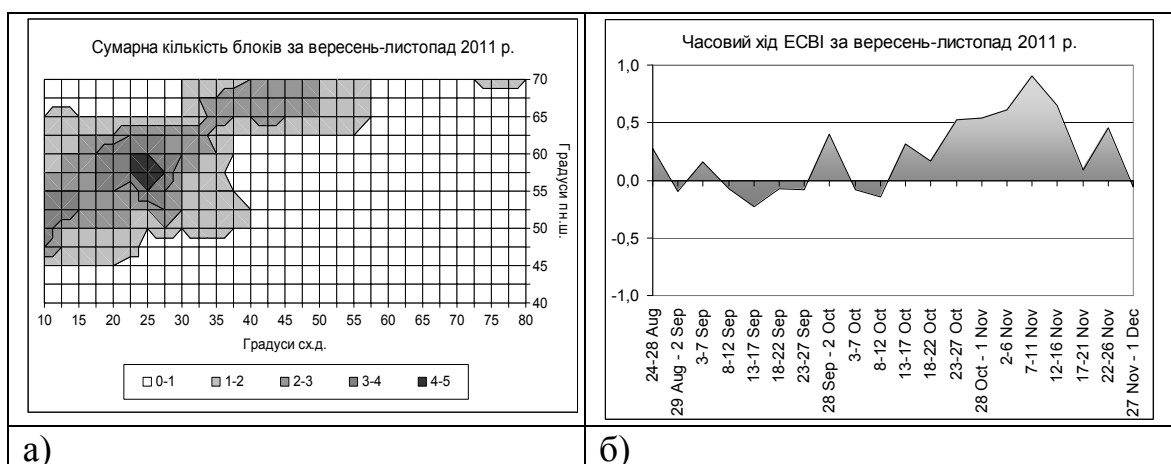 Сумарна кількість блоків за вересень-листопад 2011 р.
70
65
60
55
50
45
40
Градуси пн.ш.
10 15 20 25 30 35 40 45 50 55 60 65 70 75 80
Градуси сх.д.
0-1 1-2 2-3 3-4 4-5
а)
Часовий хід ECBI за вересень-листопад 2011 р.
1,0
0,5
0,0
-0,5
-1,0
24-28 Aug
29 Aug - 2 Sep
3-7 Sep
8-12 Sep
13-17 Sep
18-22 Sep
23-27 Sep
28 Sep - 2 Oct
3-7 Oct
8-12 Oct
13-17 Oct
18-22 Oct
23-27 Oct
28 Oct - 1 Nov
2-6 Nov
7-11 Nov
12-16 Nov
17-21 Nov
22-26 Nov
27 Nov - 1 Dec
б)